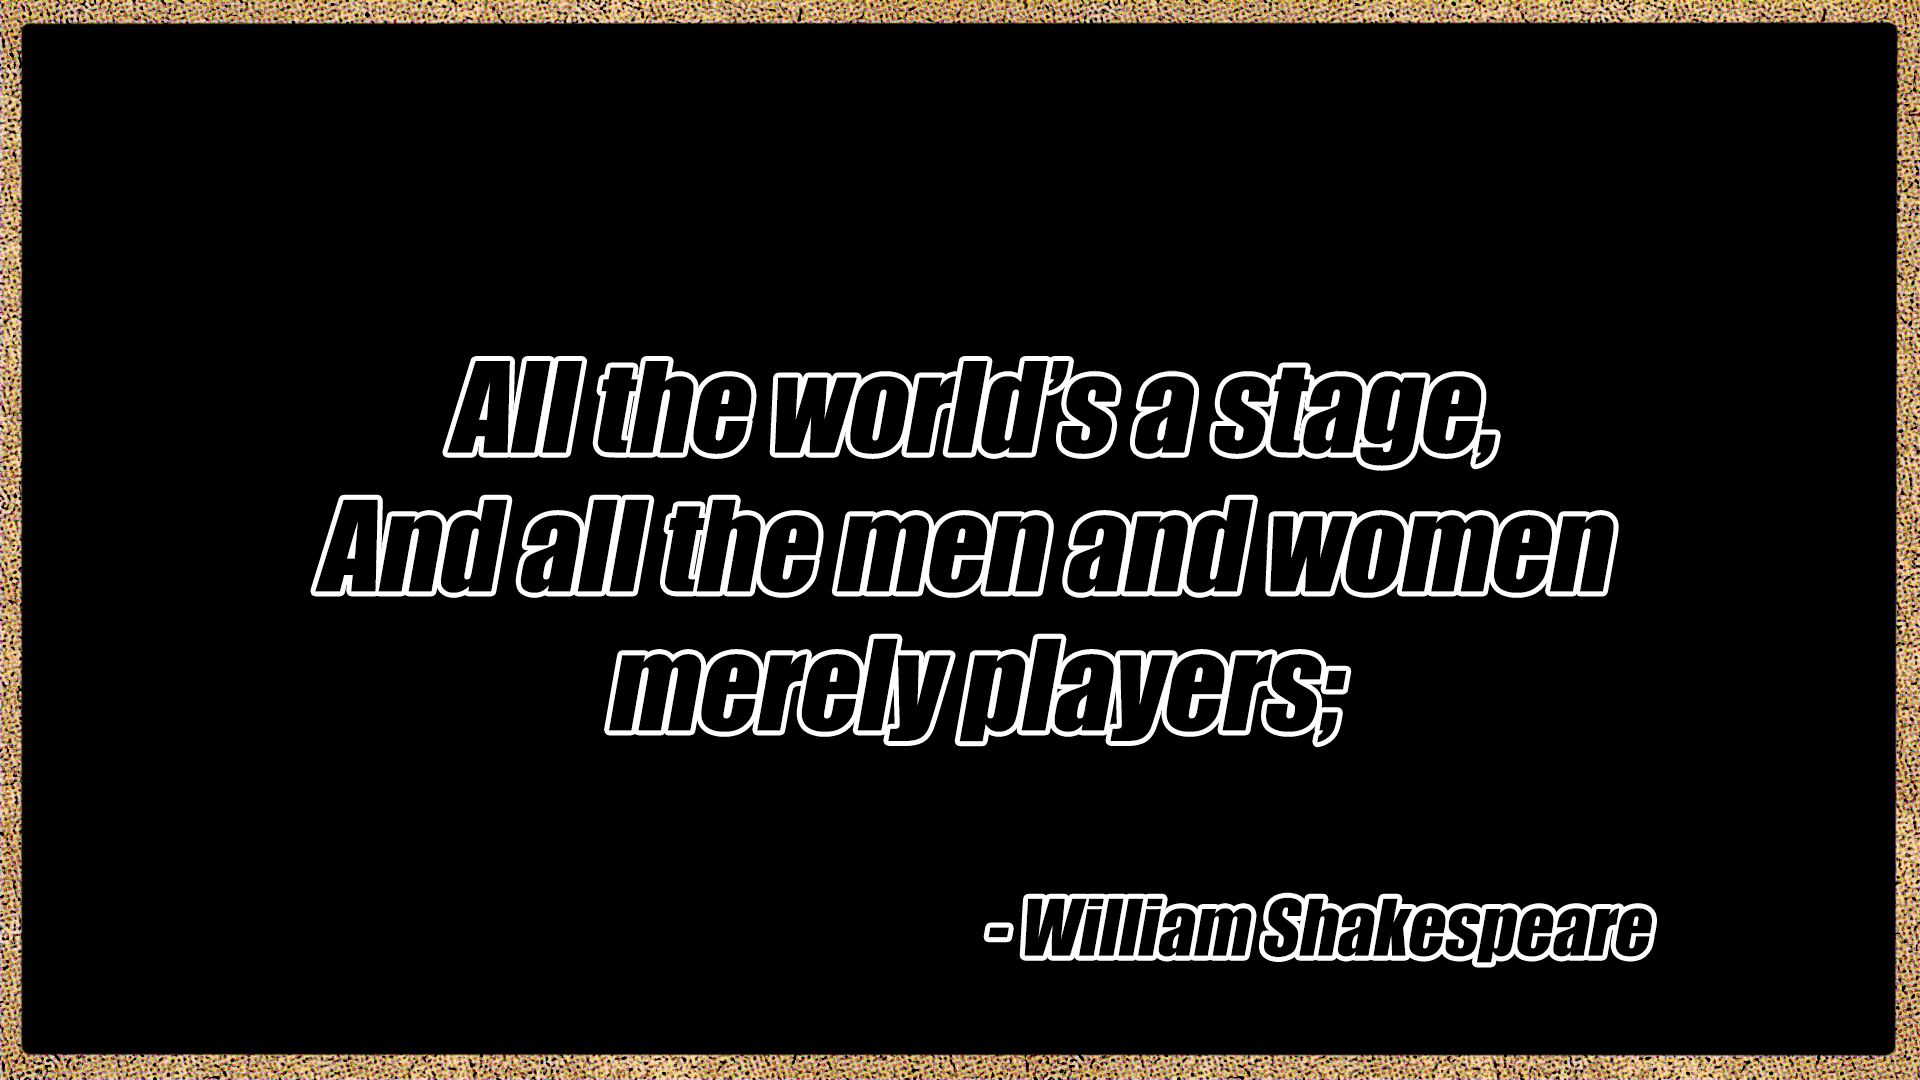 All the world’s a stage,
And all the men and women
merely players;
- William Shakespeare